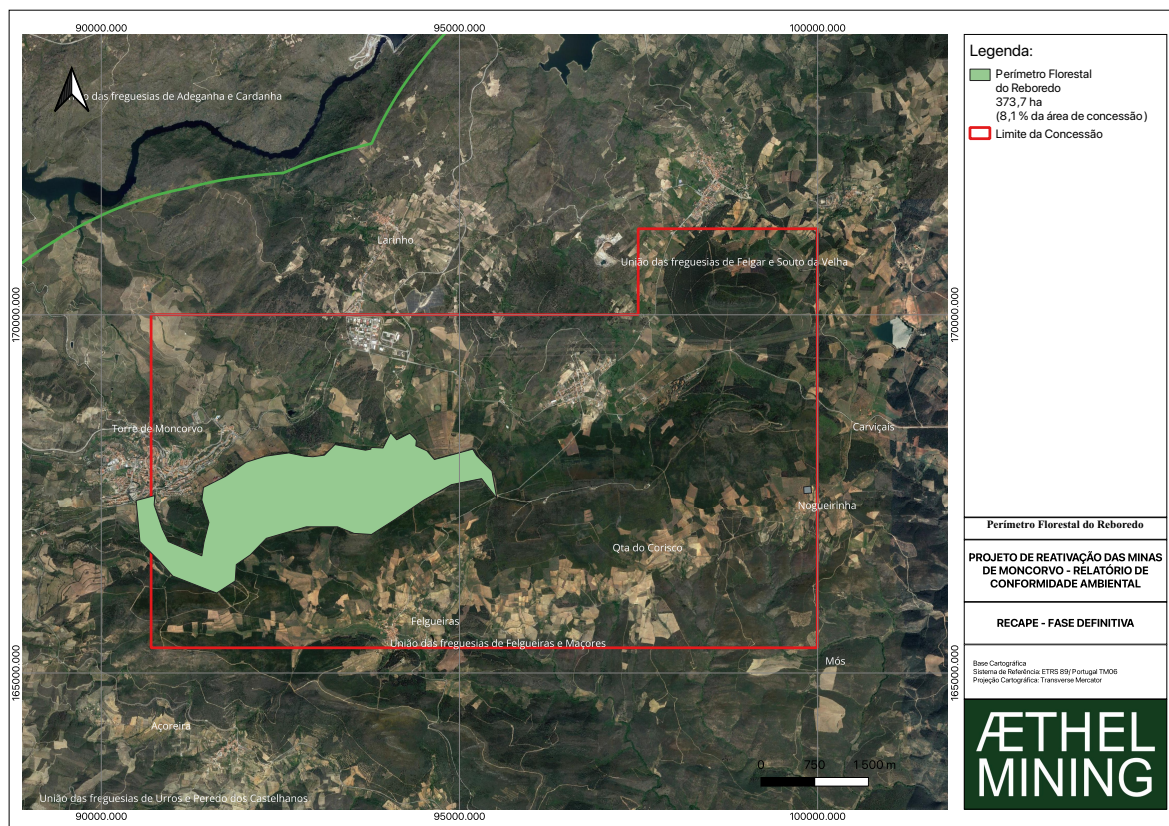 90000.000
95000.000
100000.000
o das freguesias de Adeganha e Cardanha
Larinho
União das freguesias de Felgar e Souto da Velha
170000.000
170000.000
Torre de Moncorvo
Carviçais
Nogueirinha
Qta do Corisco
Felgueiras
União das freguesias de Felgueiras e Maçores
Mós
165000.000
165000.000
Açoreira
0 750 1 500 m
União das freguesias de Urros e Peredo dos Castelhanos
90000.000
95000.000
100000.000
Legenda:
Perímetro Florestal
do Reboredo
373,7 ha
(8,1 % da área de concessão)
Limite da Concessão
Perímetro Florestal do Reboredo
PROJETO DE REATIVAÇÃO DAS MINAS
DE MONCORVO - RELATÓRIO DE
CONFORMIDADE AMBIENTAL
RECAPE - FASE DEFINITIVA
Base Cartográfica
Sistema de Referência: ETRS 89/ Portugal TM06
Projeção Cartográfica: Transverse Mercator
ÆTHEL
MINING